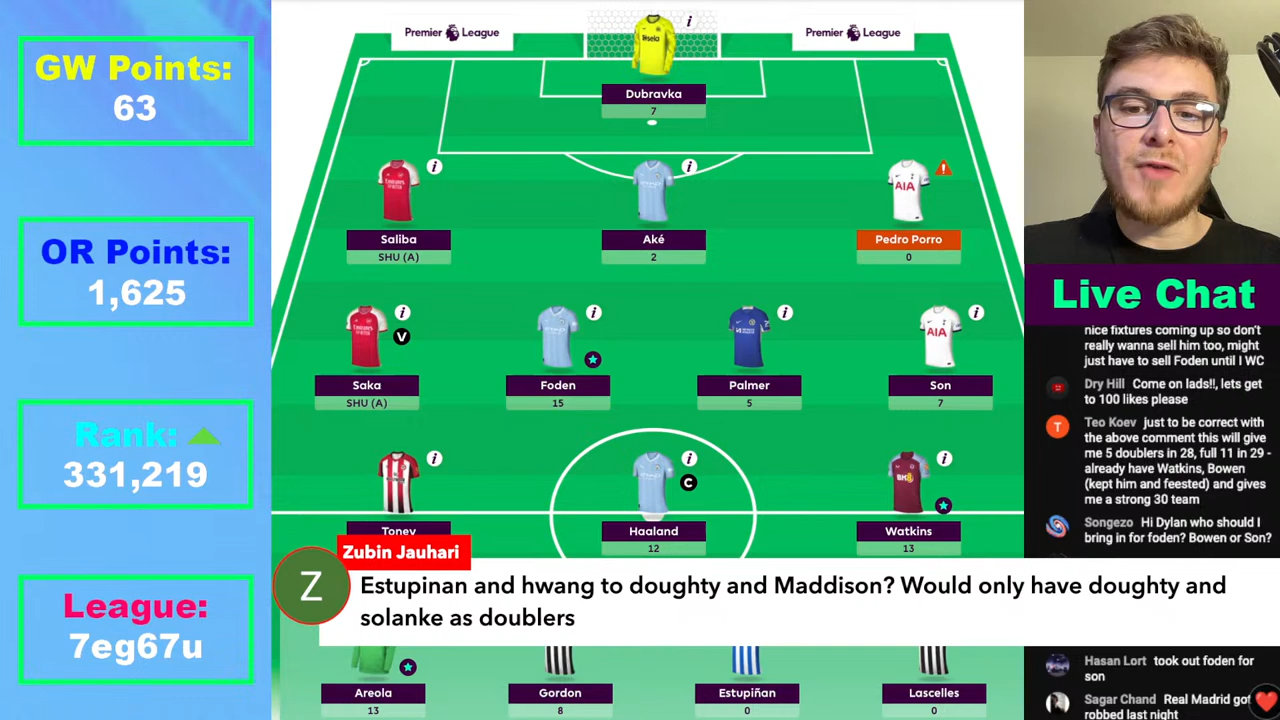 GW Points:
63
OR Points:
1,625
Rank:
331,219
League:
7eg67u
Premier League
Premier League
sela
Dubravka
7
Saliba
SHU (A)
Aké
2
AIA
Pedro Porro
0
V
Saka
SHU (A)
Foden
15
Palmer
5
AIA
Son
7
Toney
C
Haaland
12
Watkins
13
Zubin Jauhari
Z
Estupinan and hwang to doughty and Maddison? Would only have doughty and
solanke as doublers
Areola
13
Gordon
8
Estupiñan
0
Lascelles
0
Live Chat
nice fixtures coming up so don't
really wanna sell him too, might
just have to sell Foden until I WC
Dry Hill Come on lads!!, lets get
to 100 likes please
T
Teo Koev just to be correct with
the above comment this will give
me 5 doublers in 28, full 11 in 29 -
already have Watkins, Bowen
(kept him and feested) and gives
me a strong 30 team
Songezo Hi Dylan who should I
bring in for foden? Bowen or Son?
Hasan Lort took out foden for
son
Sagar Chand Real Madrid got
robbed last night